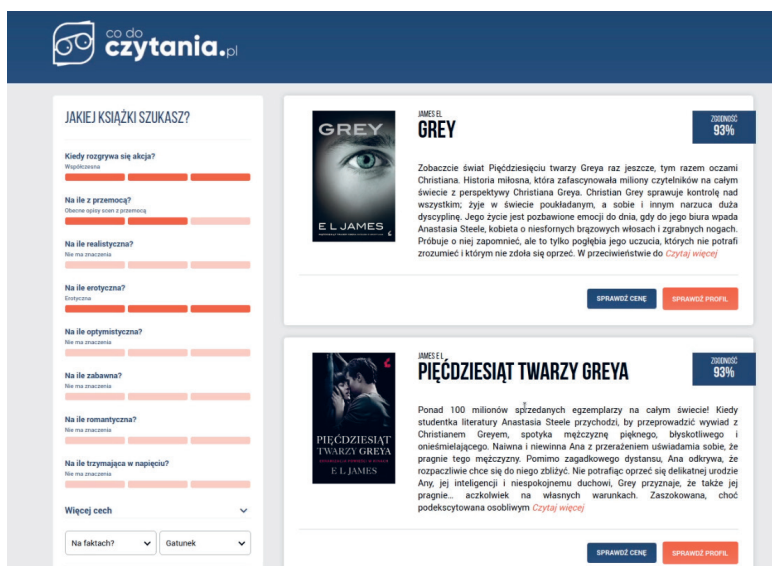 co do
czytania.pl
JAKIEJ KSIĄŻKI SZUKASZ?
Kiedy rozgrywa się akcja?
Współczesna
Na ile z przemocą?
Obecne opisy scen z przemocą
Na ile realistyczna?
Nie ma znaczenia
Na ile erotyczna?
Erotyczna
Na ile optymistyczna?
Nie ma znaczenia
Na ile zabawna?
Nie ma znaczenia
Na ile romantyczna?
Nie ma znaczenia
Na ile trzymająca w napięciu?
Nie ma znaczenia
Więcej cech
Na faktach?
Gatunek
GREY
E L JAMES
JAMES EL
GREY
ZGODNOŚĆ
93%
Zobaczcie świat Pięćdziesięciu twarzy Greya raz jeszcze, tym razem oczami
Christiana. Historia miłosna, która zafascynowała miliony czytelników na całym
świecie z perspektywy Christiana Greya. Christian Grey sprawuje kontrolę nad
wszystkim; żyje w świecie poukładanym, a sobie i innym narzuca duża
dyscyplinę. Jego życie jest pozbawione emocji do dnia, gdy do jego biura wpada
Anastasia Steele, kobieta o niesfornych brązowych włosach i zgrabnych nogach.
Próbuje o niej zapomnieć, ale to tylko pogłębia jego uczucia, których nie potrafi
zrozumieć i którym nie zdoła się oprzeć. W przeciwieństwie do Czytaj więcej
SPRAWDŹ CENĘ
SPRAWDŹ PROFIL
PIĘĆDZIESIĄT
TWARZY GREYA
E L JAMES
JAMES E L
PIĘĆDZIESIĄT TWARZY GREYA
ZGODNOŚĆ
93%
Ponad 100 milionów sprzedanych egzemplarzy na całym świecie! Kiedy
studentka literatury Anastasia Steele przychodzi, by przeprowadzić wywiad z
Christianem Greyem, spotyka mężczyznę pięknego, błyskotliwego i
onieśmielającego. Naiwna i niewinna Ana z przerażeniem uświadamia sobie, że
pragnie tego mężczyzny. Pomimo zagadkowego dystansu, Ana odkrywa, że
rozpaczliwie chce się do niego zbliżyć. Nie potrafiąc oprzeć się delikatnej urodzie
Any, jej inteligencji i niespokojnemu duchowi, Grey przyznaje, że także jej
pragnie… aczkolwiek na własnych warunkach. Zaszokowana, choć
podekscytowana osobliwym Czytaj więcej
SPRAWDŹ CENĘ
SPRAWDŹ PROFIL